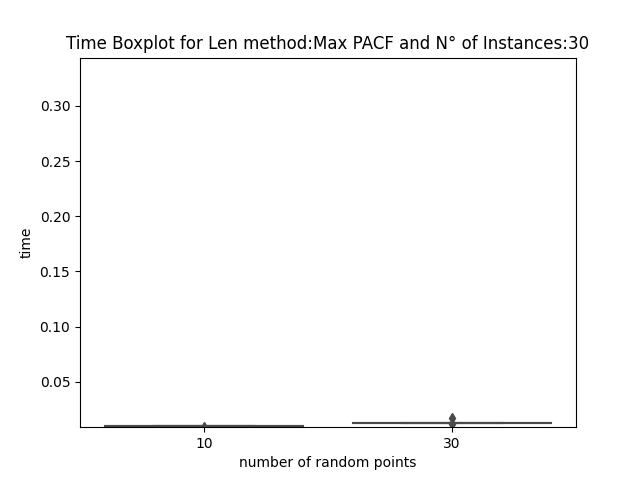 Time Boxplot for Len method:Max PACF and N° of Instances:30
0.30
0.25
0.20
0.15
0.10
0.05
time
10
30
number of random points